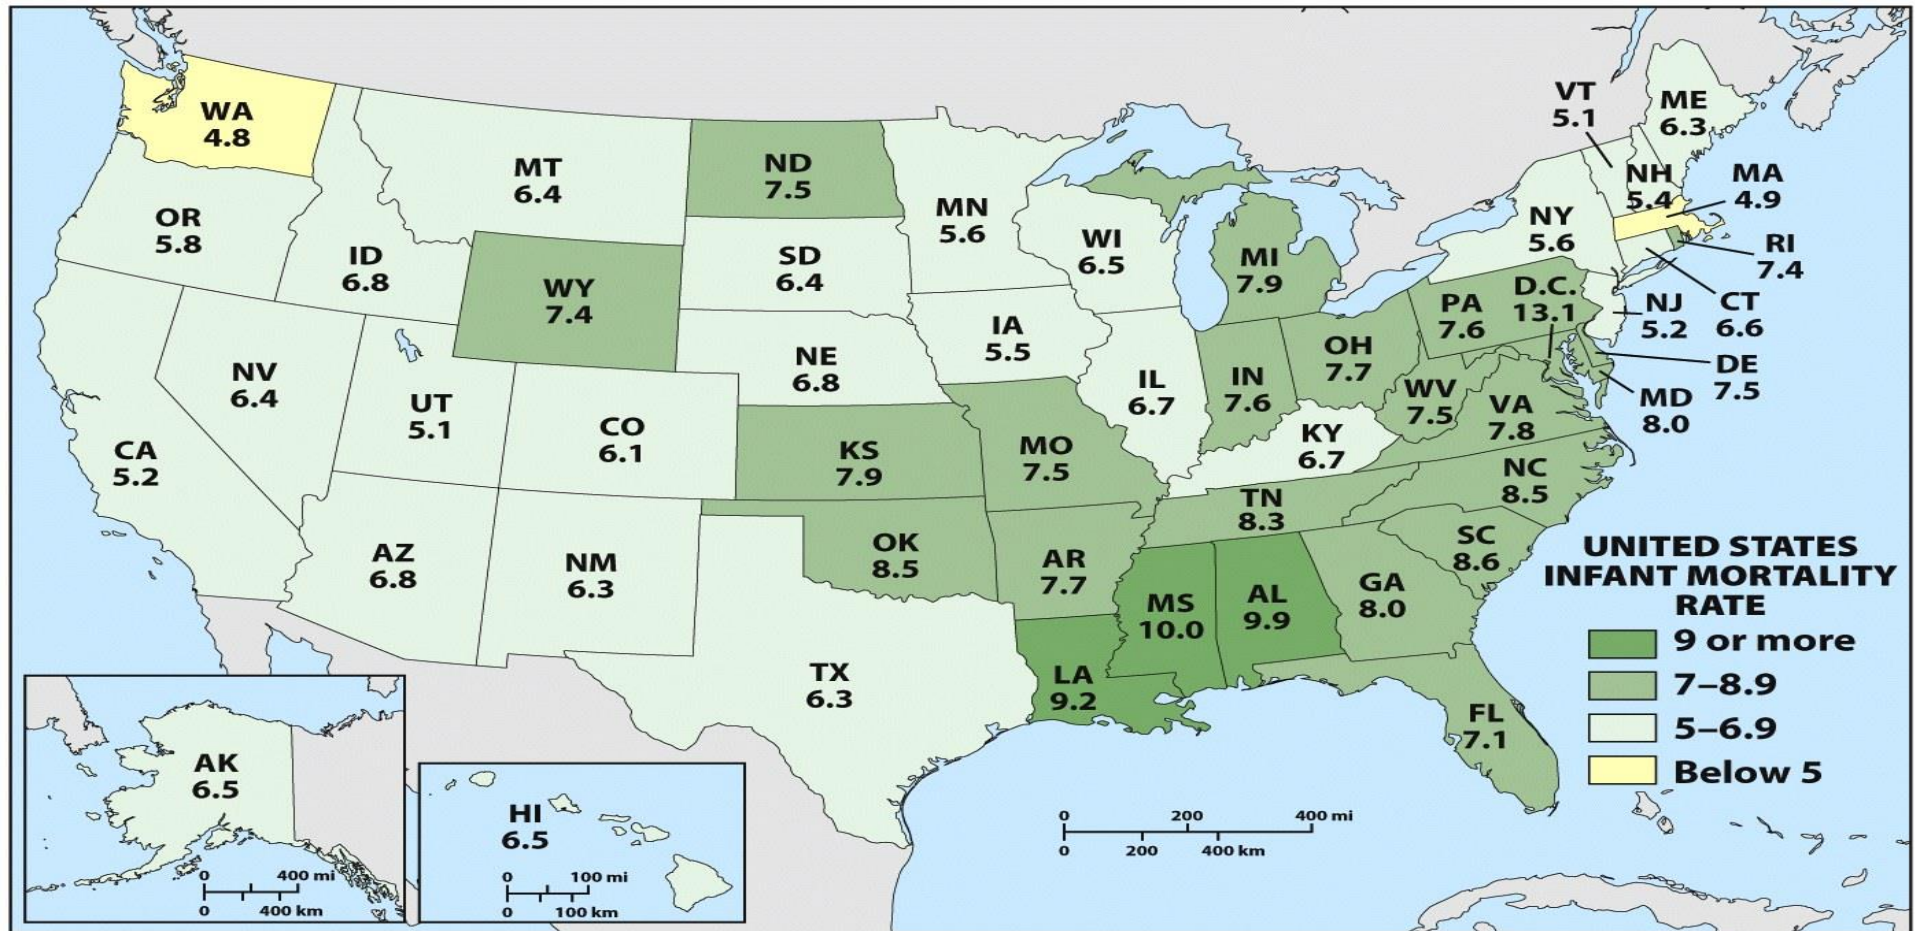 WA
4.8
OR
5.8
CA
5.2
NV
6.4
ID
6.8
MT
6.4
WY
7.4
UT
5.1
CO
6.1
AZ
6.8
NM
6.3
ND
7.5
SD
6.4
NE
6.8
KS
7.9
OK
8.5
TX
6.3
MN
5.6
IA
5.5
MO
7.5
AR
7.7
LA
9.2
WI
6.5
IL
6.7
MI
7.9
IN
7.6
OH
7.7
KY
6.7
TN
8.3
MS
10.0
AL
9.9
GA
8.0
FL
7.1
SC
8.6
NC
8.5
VA
7.8
WV
7.5
PA
7.6
D.C.
13.1
NY
5.6
VT
5.1
NH
5.4
ME
6.3
MA
4.9
RI
7.4
CT
6.6
NJ
5.2
DE
7.5
MD
8.0
AK
6.5
0 400 mi
0 400 km
HI
6.5
0 100 mi
0 100 km
0 200 400 mi
0 200 400 km
UNITED STATES
INFANT MORTALITY
RATE
9 or more
7–8.9
5–6.9
Below 5